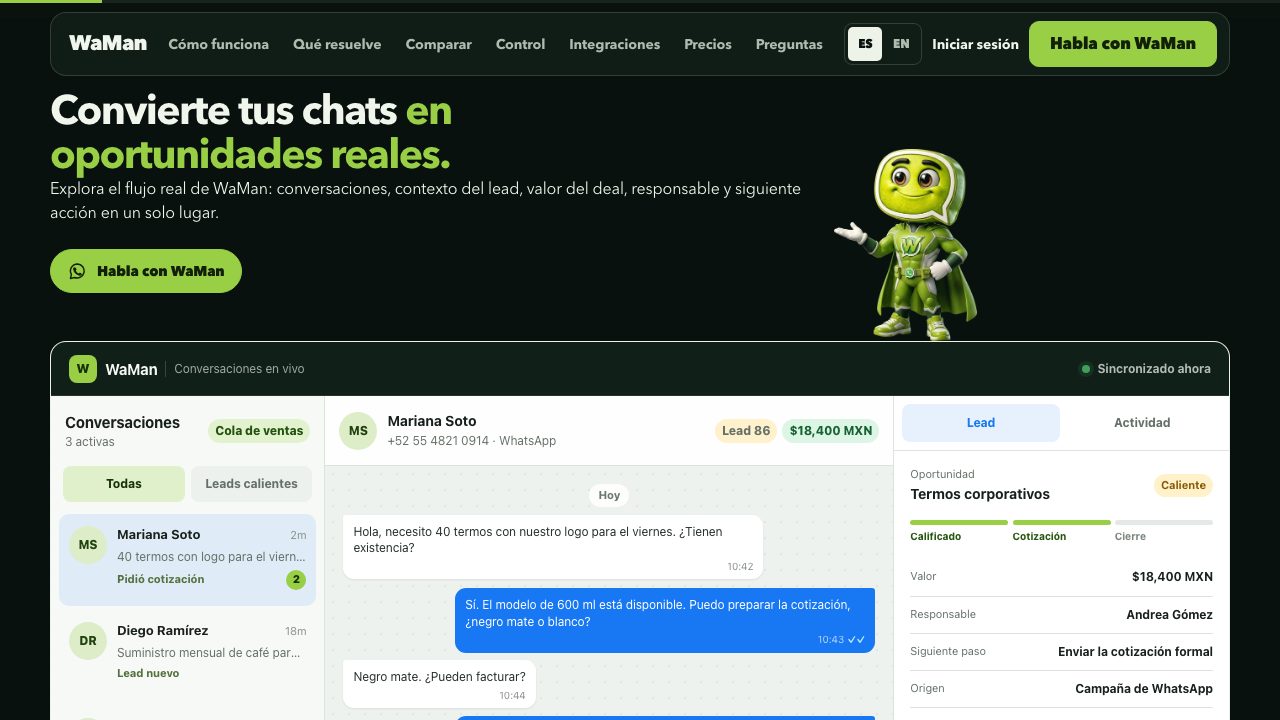 WaMan
Cómo funciona
Qué resuelve
Comparar
Control
Integraciones
Precios
Preguntas
ES
EN
Iniciar sesión
Habla con WaMan
Convierte tus chats en
oportunidades reales.
Explora el flujo real de WaMan: conversaciones, contexto del lead, valor del deal, responsable y siguiente
acción en un solo lugar.
Habla con WaMan
W
W
WaMan
Conversaciones en vivo
Sincronizado ahora
Conversaciones
3 activas
Cola de ventas
Todas
Leads calientes
MS
Mariana Soto
2m
40 termos con logo para el viern...
Pidió cotización
2
DR
Diego Ramírez
18m
Suministro mensual de café par...
Lead nuevo
MS
Mariana Soto
+52 55 4821 0914 · WhatsApp
Lead 86
$18,400 MXN
Hoy
Hola, necesito 40 termos con nuestro logo para el viernes. ¿Tienen
existencia?
10:42
Sí. El modelo de 600 ml está disponible. Puedo preparar la cotización,
¿negro mate o blanco?
10:43
Negro mate. ¿Pueden facturar?
10:44
Lead
Actividad
Oportunidad
Termos corporativos
Caliente
Calificado
Cotización
Cierre
Valor
$18,400 MXN
Responsable
Andrea Gómez
Siguiente paso
Enviar la cotización formal
Origen
Campaña de WhatsApp